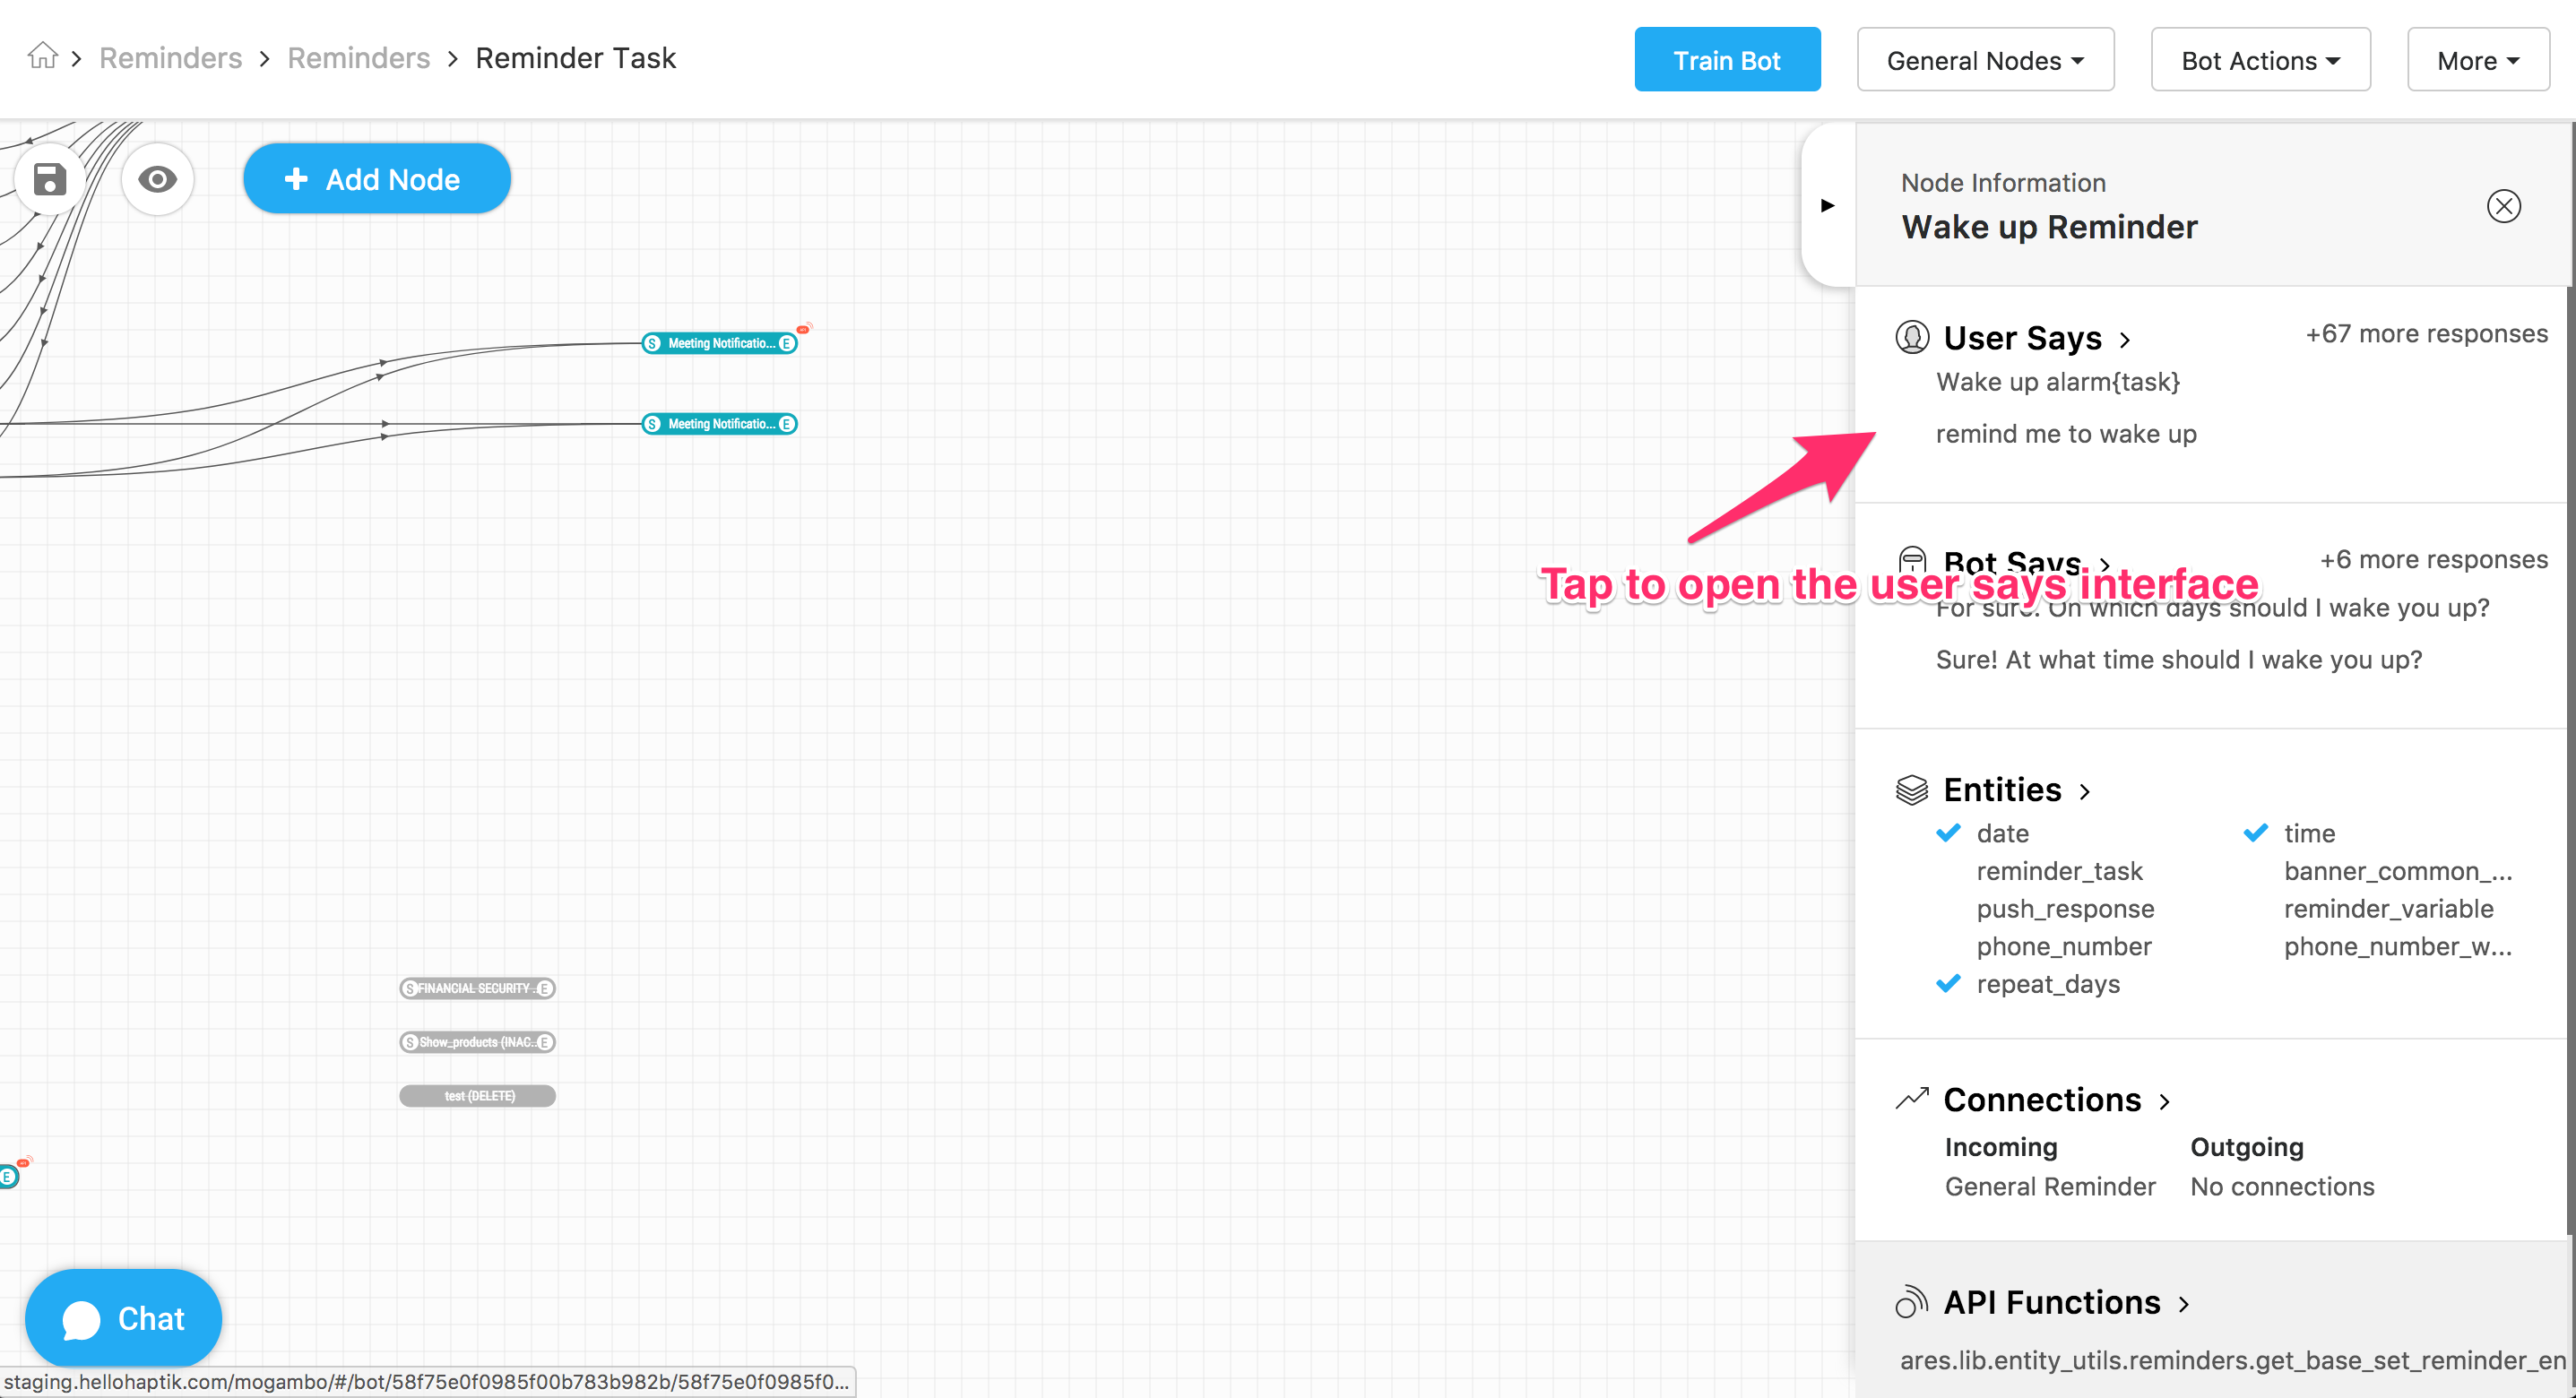 Reminders > Reminders > Reminder Task
Train Bot
General Nodes
Bot Actions
More
+ Add Node
S Meeting Notificatio... E
S Meeting Notificatio... E
S FINANCIAL SECURITY ... E
S Show_products (INAC... E
test (DELETE)
E
Chat
staging.hellohaptik.com/mogambo/#/bot/58f75e0f0985f00b783b982b/58f75e0f0985f0...
Node Information
Wake up Reminder
User Says >
+67 more responses
Wake up alarm{task}
remind me to wake up
Tap to open the user says interface
Bot Says >
+6 more responses
For sure! On which days should I wake you up?
Sure! At what time should I wake you up?
Entities >
date
time
reminder_task
banner_common_...
push_response
reminder_variable
phone_number
phone_number_w...
repeat_days
Connections >
Incoming
Outgoing
General Reminder
No connections
API Functions >
ares.lib.entity_utils.reminders.get_base_set_reminder_en